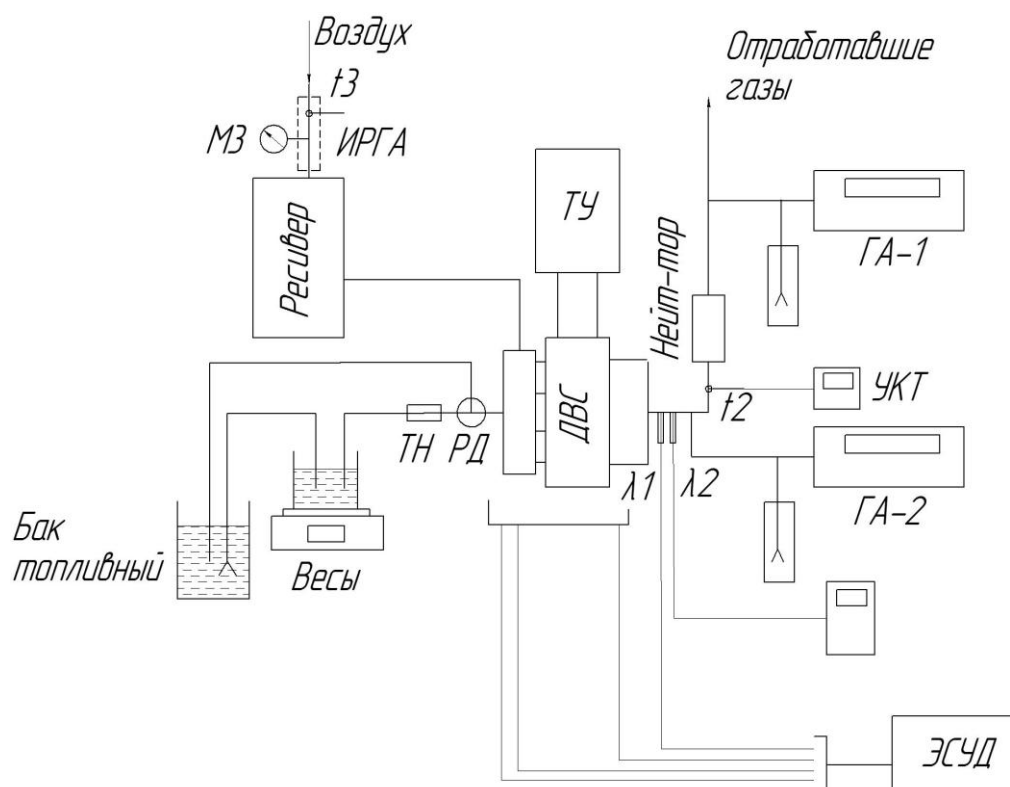 Воздух
t3
МЗ
ИРГА
Ресивер
Отработавшие
газы
ТУ
Нейт-тор
ГА-1
ДВС
t2
УКТ
ТН
РД
λ1
λ2
ГА-2
Бак
топливный
Весы
ЭСУД